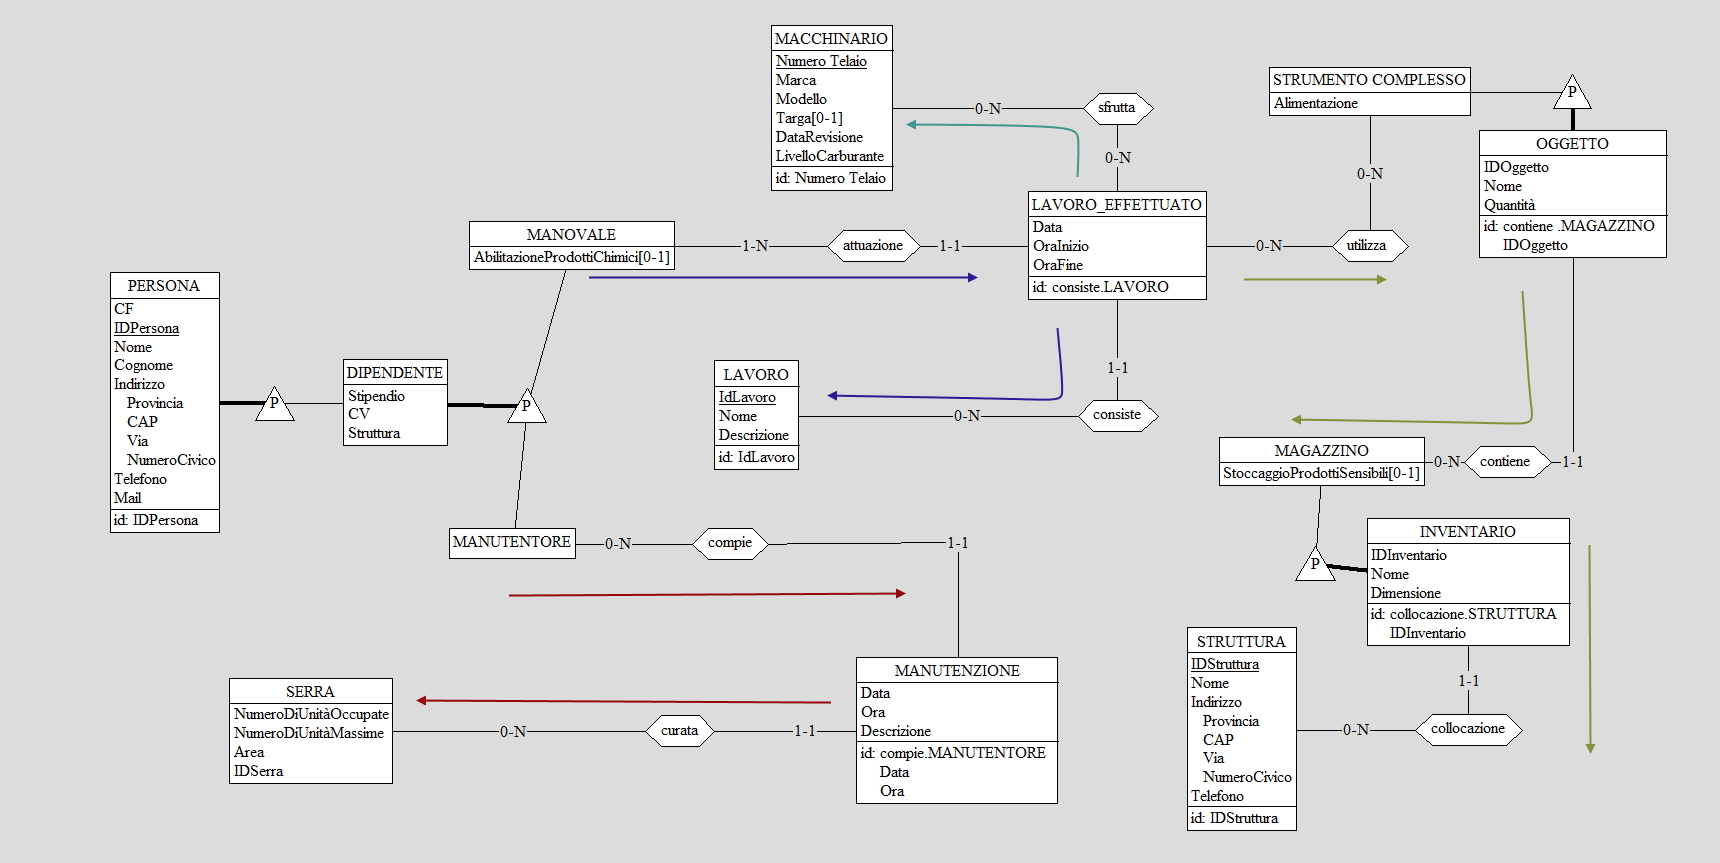 MACCHINARIO
Numero Telaio
Marca
Modello
Targa[0-1]
DataRevisione
LivelloCarburante
id: Numero Telaio
0-N
sfrutta
0-N
STRUMENTO COMPLESSO
Alimentazione
P
0-N
OGGETTO
IDOggetto
Nome
Quantità
id: contiene .MAGAZZINO
IDOggetto
LAVORO_EFFETTUATO
Data
OraInizio
OraFine
id: consiste.LAVORO
0-N
utilizza
MANOVALE
AbilitazioneProdottiChimici[0-1]
1-N
attuazione
1-1
PERSONA
CF
IDPersona
Nome
Cognome
Indirizzo
Provincia
CAP
Via
NumeroCivico
Telefono
Mail
id: IDPersona
P
DIPENDENTE
Stipendio
CV
Struttura
P
LAVORO
IdLavoro
Nome
Descrizione
id: IdLavoro
0-N
consiste
1-1
MAGAZZINO
StoccaggioProdottiSensibili[0-1]
0-N
contiene
1-1
MANUTENTORE
0-N
compie
1-1
P
INVENTARIO
IDInventario
Nome
Dimensione
id: collocazione.STRUTTURA
IDInventario
1-1
STRUTTURA
IDStruttura
Nome
Indirizzo
Provincia
CAP
Via
NumeroCivico
Telefono
id: IDStruttura
0-N
collocazione
MANUTENZIONE
Data
Ora
Descrizione
id: compie.MANUTENTORE
Data
Ora
SERRA
NumeroDiUnitàOccupate
NumeroDiUnitàMassime
Area
IDSerra
0-N
curata
1-1